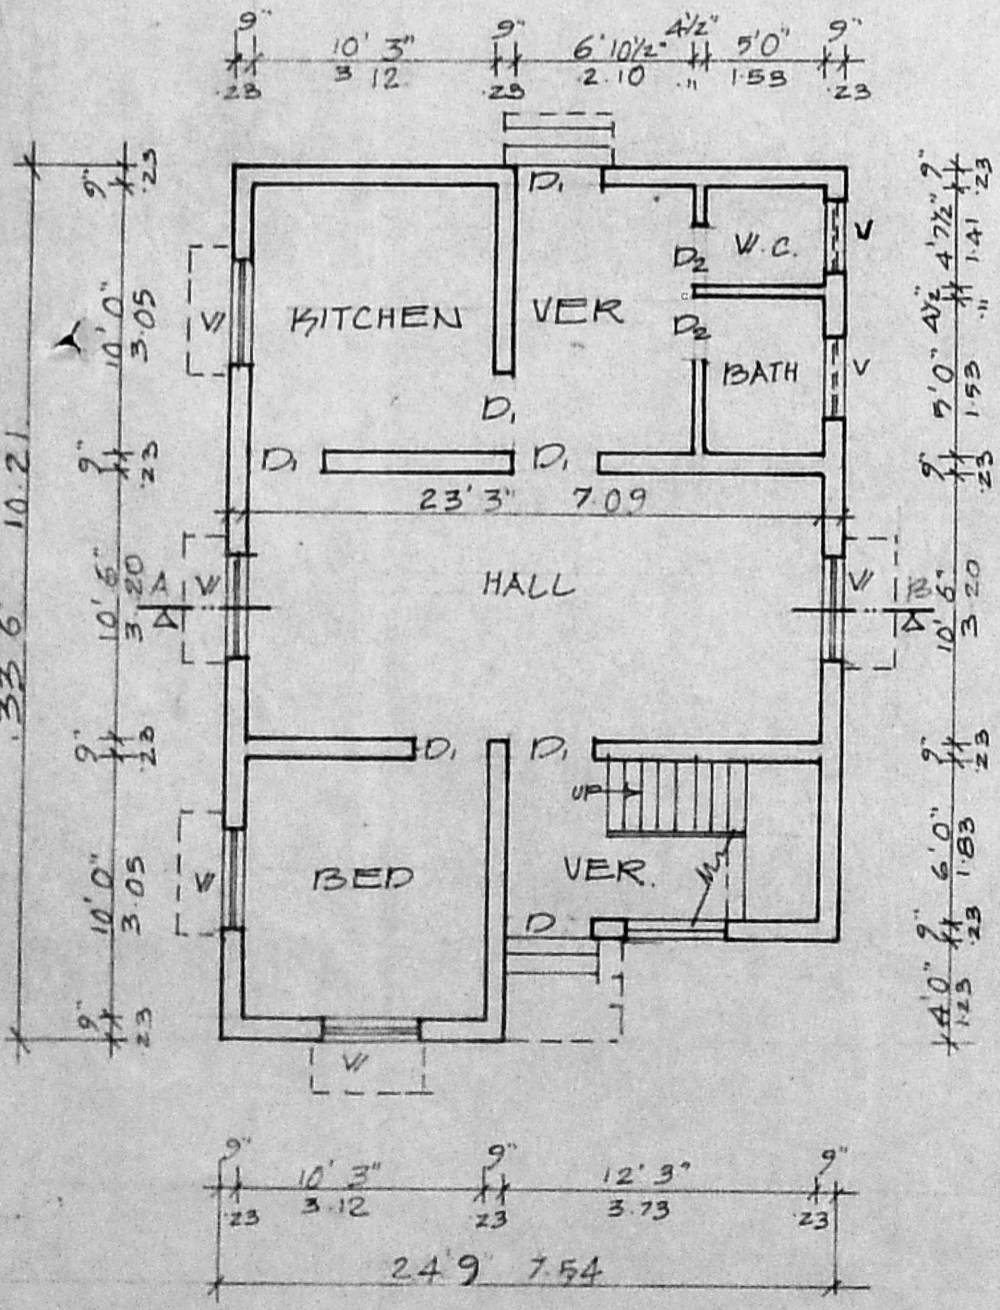 9" 10' 3" 9" 6' 10½" 4½" 5'0" 9"
.23 3.12 .23 2.10 .11 1.53 .23
D1
KITCHEN VER W.C. BATH
W V V
D2
D2
D1
D1 D1
23' 3" 7.09
HALL
A W W B
D1 D1
UP
BED VER.
W
D
W
9" .23
10' 0" 3.05
9" .23
10' 6" 3.20
9" .23
10' 0" 3.05
9" .23
33' 6" 10.21
9" .23
4' 7½" 1.41
4½" .11
5' 0" 1.53
9" .23
10' 6" 3.20
9" .23
6' 0" 1.83
9" .23
4' 0" 1.23
9" 10' 3" 9" 12' 3" 9"
.23 3.12 .23 3.73 .23
24' 9" 7.54